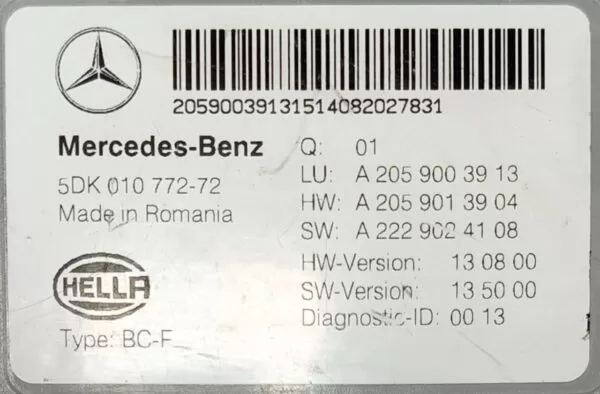 20590039131514082027831
Mercedes-Benz
5DK 010 772-72
Made in Romania
HELLA
Type: BC-F
Q: 01
LU: A 205 900 39 13
HW: A 205 901 39 04
SW: A 222 902 41 08
HW-Version: 13 08 00
SW-Version: 13 50 00
Diagnostic-ID: 00 13